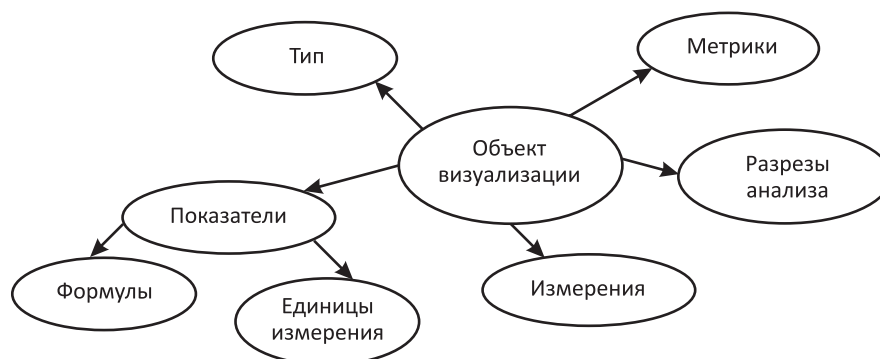 Тип
Метрики
Объект
визуализации
Разрезы
анализа
Показатели
Формулы
Единицы
измерения
Измерения